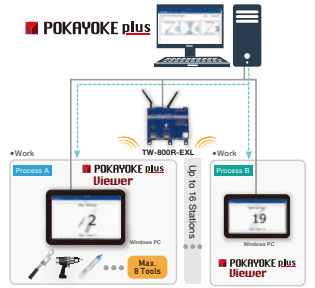 POKAYOKE plus
TW-800R-EXL
●Work
Process A
POKAYOKE plus
Viewer
2
Windows PC
Max.
8 Tools
Up to 16 Stations
●Work
Process B
19
Windows PC
POKAYOKE plus
Viewer